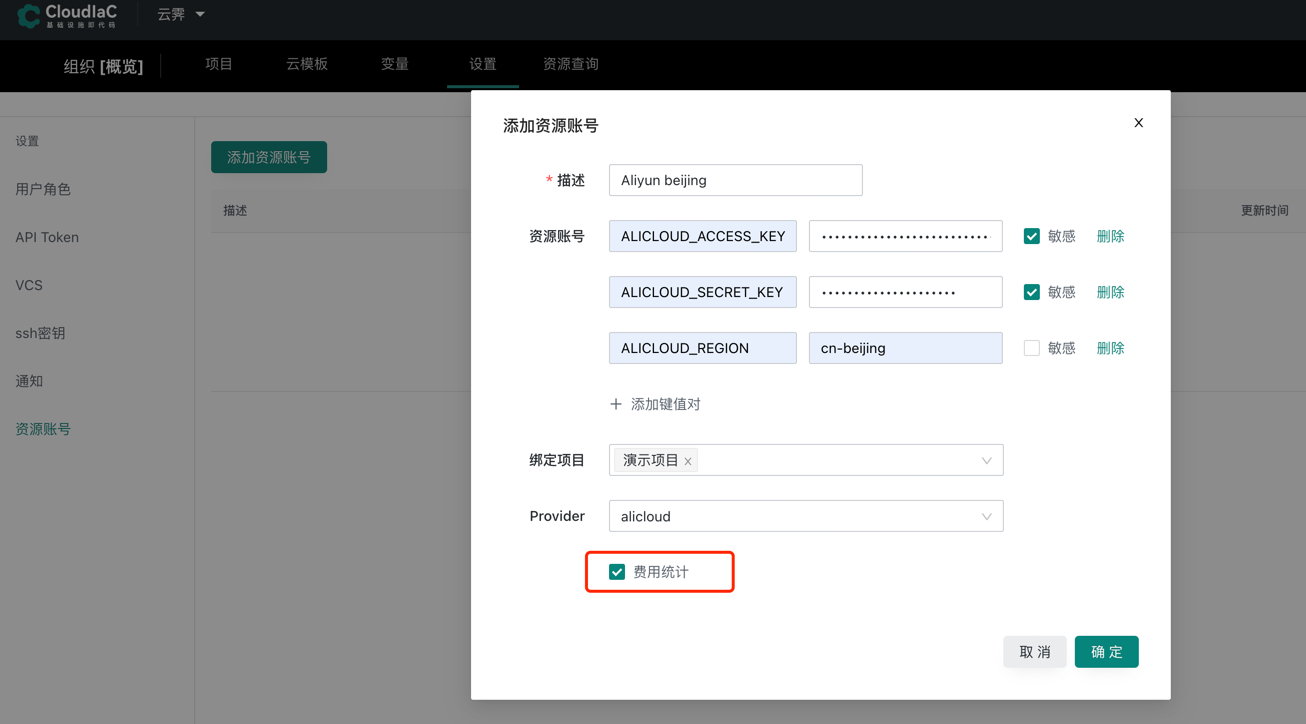 CloudIaC
基础设施即代码
云霁
组织 [概览]
项目
云模板
变量
设置
资源查询
设置
用户角色
API Token
VCS
ssh密钥
通知
资源账号
添加资源账号
描述
更新时间
添加资源账号
x
* 描述
Aliyun beijing
资源账号
ALICLOUD_ACCESS_KEY
敏感
删除
ALICLOUD_SECRET_KEY
敏感
删除
ALICLOUD_REGION
cn-beijing
敏感
删除
+ 添加键值对
绑定项目
演示项目 x
Provider
alicloud
费用统计
取 消
确 定